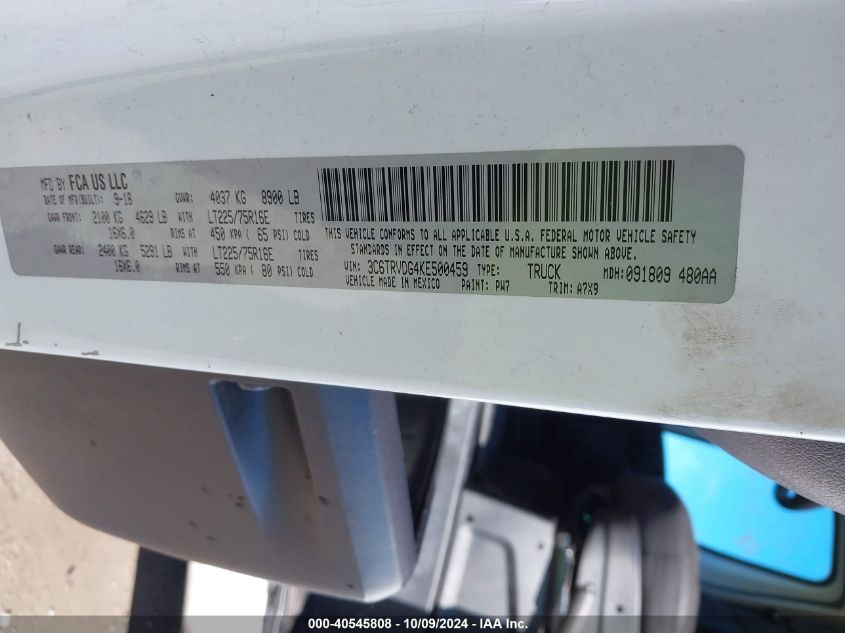 MFD BY FCA US LLC
DATE OF MFR(BUILT): 9-18 GVWR: 4037 KG 8900 LB
GAWR FRONT: 2100 KG 4629 LB WITH LT225/75R16E TIRES
16X6.0 RIMS AT 450 KPA ( 65 PSI) COLD
GAWR REAR: 2400 KG 5291 LB WITH LT225/75R16E TIRES
16X6.0 RIMS AT 550 KPA ( 80 PSI) COLD
THIS VEHICLE CONFORMS TO ALL APPLICABLE U.S.A. FEDERAL MOTOR VEHICLE SAFETY
STANDARDS IN EFFECT ON THE DATE OF MANUFACTURE SHOWN ABOVE.
VIN: 3C6TRVDG4KE500459 TYPE: TRUCK MDH: 091809 480AA
VEHICLE MADE IN MEXICO PAINT: PW7 TRIM: A7X9
000-40545808 - 10/09/2024 - IAA Inc.